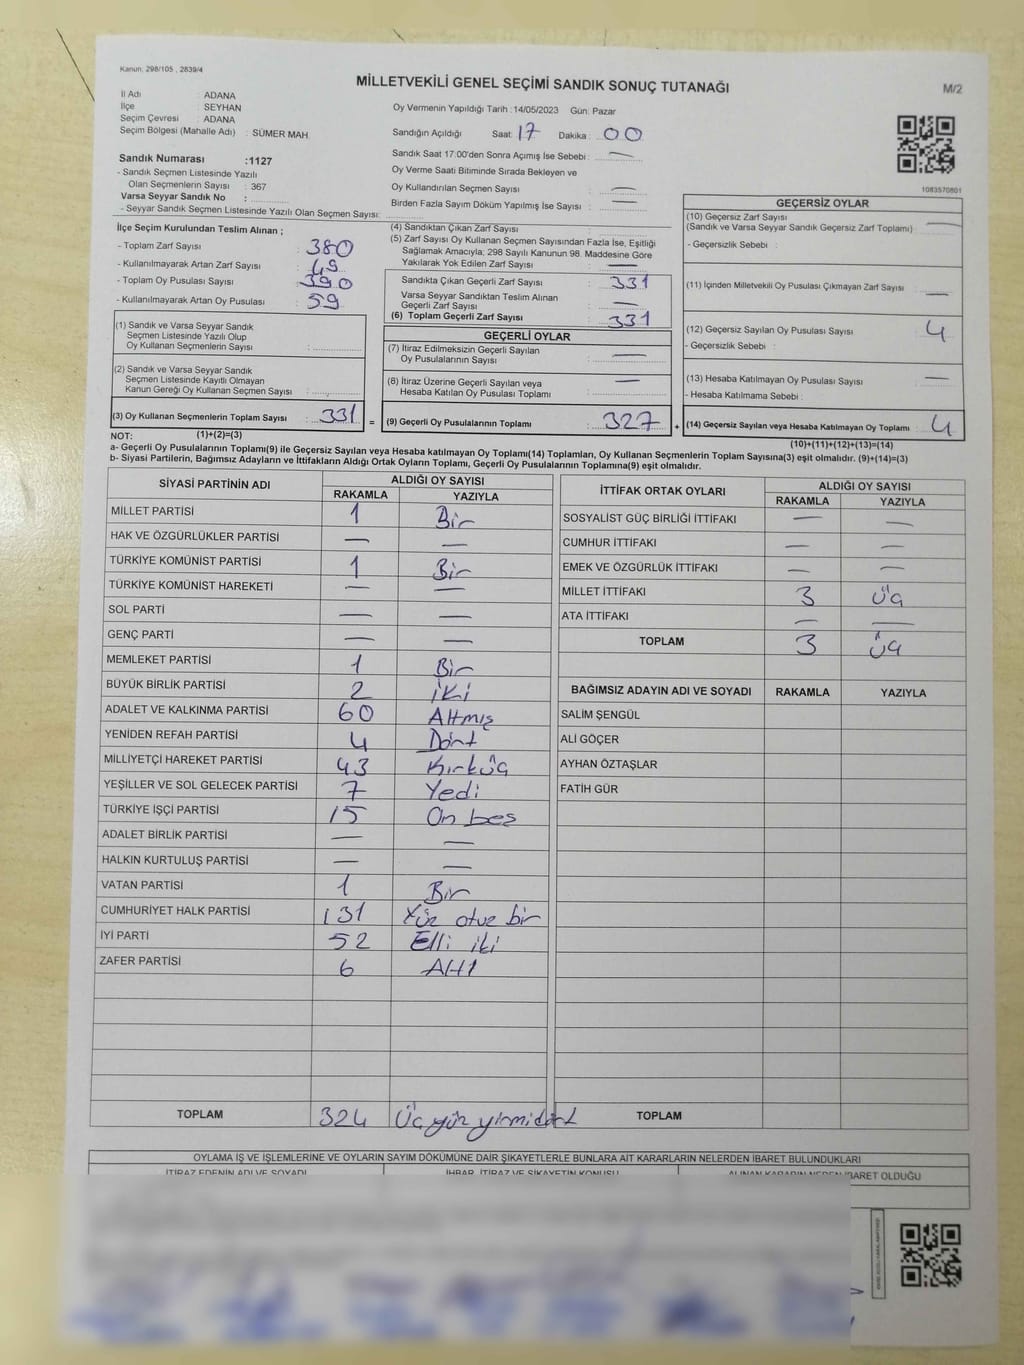 Kanun. 298/105 , 2839/4
MİLLETVEKİLİ GENEL SEÇİMİ SANDIK SONUÇ TUTANAĞI
M/2
İl Adı : ADANA
İlçe : SEYHAN
Seçim Çevresi : ADANA
Seçim Bölgesi (Mahalle Adı) : SÜMER MAH.
Oy Vermenin Yapıldığı Tarih :14/05/2023 Gün: Pazar
Sandığın Açıldığı Saat: 17 Dakika: 00
Sandık Saat 17:00'den Sonra Açımış İse Sebebi : —
Oy Verme Saati Bitiminde Sırada Bekleyen ve
Oy Kullandırılan Seçmen Sayısı : —
Birden Fazla Sayım Döküm Yapılmış İse Sayısı : —
Sandık Numarası :1127
- Sandık Seçmen Listesinde Yazılı
Olan Seçmenlerin Sayısı : 367
Varsa Seyyar Sandık No :
- Seyyar Sandık Seçmen Listesinde Yazılı Olan Seçmen Sayısı:
1083570801
İlçe Seçim Kurulundan Teslim Alınan ;
- Toplam Zarf Sayısı : 380
- Kullanılmayarak Artan Zarf Sayısı : 49
- Toplam Oy Pusulası Sayısı : 390
- Kullanılmayarak Artan Oy Pusulası : 59
(1) Sandık ve Varsa Seyyar Sandık
Seçmen Listesinde Yazılı Olup
Oy Kullanan Seçmenlerin Sayısı :
(2) Sandık ve Varsa Seyyar Sandık
Seçmen Listesinde Kayıtlı Olmayan
Kanun Gereği Oy Kullanan Seçmen Sayısı :
(3) Oy Kullanan Seçmenlerin Toplam Sayısı : 331 =
(4) Sandıktan Çıkan Zarf Sayısı :
(5) Zarf Sayısı Oy Kullanan Seçmen Sayısından Fazla İse, Eşitliği
Sağlamak Amacıyla; 298 Sayılı Kanunun 98. Maddesine Göre
Yakılarak Yok Edilen Zarf Sayısı : —
Sandıkta Çıkan Geçerli Zarf Sayısı : 331
Varsa Seyyar Sandıktan Teslim Alınan
Geçerli Zarf Sayısı : —
(6) Toplam Geçerli Zarf Sayısı : 331
GEÇERLİ OYLAR
(7) İtiraz Edilmeksizin Geçerli Sayılan
Oy Pusulalarının Sayısı : —
(8) İtiraz Üzerine Geçerli Sayılan veya
Hesaba Katılan Oy Pusulası Toplamı : —
(9) Geçerli Oy Pusulalarının Toplamı : 327 +
GEÇERSİZ OYLAR
(10) Geçersiz Zarf Sayısı : —
(Sandık ve Varsa Seyyar Sandık Geçersiz Zarf Toplamı)
- Geçersizlik Sebebi :
(11) İçinden Milletvekili Oy Pusulası Çıkmayan Zarf Sayısı : —
(12) Geçersiz Sayılan Oy Pusulası Sayısı : 4
- Geçersizlik Sebebi :
(13) Hesaba Katılmayan Oy Pusulası Sayısı : —
- Hesaba Katılmama Sebebi :
(14) Geçersiz Sayılan veya Hesaba Katılmayan Oy Toplamı : 4
NOT: (1)+(2)=(3)
(10)+(11)+(12)+(13)=(14)
a- Geçerli Oy Pusulalarının Toplamı(9) ile Geçersiz Sayılan veya Hesaba katılmayan Oy Toplamı(14) Toplamları, Oy Kullanan Seçmenlerin Toplam Sayısına(3) eşit olmalıdır. (9)+(14)=(3)
b- Siyasi Partilerin, Bağımsız Adayların ve İttifakların Aldığı Ortak Oyların Toplamı, Geçerli Oy Pusulalarının Toplamına(9) eşit olmalıdır.
SİYASİ PARTİNİN ADI ALDIĞI OY SAYISI
RAKAMLA YAZIYLA
MİLLET PARTİSİ 1 Bir
HAK VE ÖZGÜRLÜKLER PARTİSİ — —
TÜRKİYE KOMÜNİST PARTİSİ 1 Bir
TÜRKİYE KOMÜNİST HAREKETİ — —
SOL PARTİ — —
GENÇ PARTİ — —
MEMLEKET PARTİSİ 1 Bir
BÜYÜK BİRLİK PARTİSİ 2 iki
ADALET VE KALKINMA PARTİSİ 60 Altmış
YENİDEN REFAH PARTİSİ 4 Dört
MİLLİYETÇİ HAREKET PARTİSİ 43 Kırküç
YEŞİLLER VE SOL GELECEK PARTİSİ 7 Yedi
TÜRKİYE İŞÇİ PARTİSİ 15 On beş
ADALET BİRLİK PARTİSİ — —
HALKIN KURTULUŞ PARTİSİ — —
VATAN PARTİSİ 1 Bir
CUMHURİYET HALK PARTİSİ 131 Yüz otuz bir
İYİ PARTİ 52 Elli iki
ZAFER PARTİSİ 6 Altı
TOPLAM 324 Üç yüz yirmi dört
İTTİFAK ORTAK OYLARI ALDIĞI OY SAYISI
RAKAMLA YAZIYLA
SOSYALİST GÜÇ BİRLİĞİ İTTİFAKI — —
CUMHUR İTTİFAKI — —
EMEK VE ÖZGÜRLÜK İTTİFAKI — —
MİLLET İTTİFAKI 3 Üç
ATA İTTİFAKI — —
TOPLAM 3 Üç
BAĞIMSIZ ADAYIN ADI VE SOYADI RAKAMLA YAZIYLA
SALİM ŞENGÜL
ALİ GÖÇER
AYHAN ÖZTAŞLAR
FATİH GÜR
TOPLAM
OYLAMA İŞ VE İŞLEMLERİNE VE OYLARIN SAYIM DÖKÜMÜNE DAİR ŞİKAYETLERLE BUNLARA AİT KARARLARIN NELERDEN İBARET BULUNDUKLARI
İTİRAZ EDENİN ADI VE SOYADI İHBAR, İTİRAZ VE ŞİKAYETİN KONUSU ALINAN KARARIN NEDEN İBARET OLDUĞU